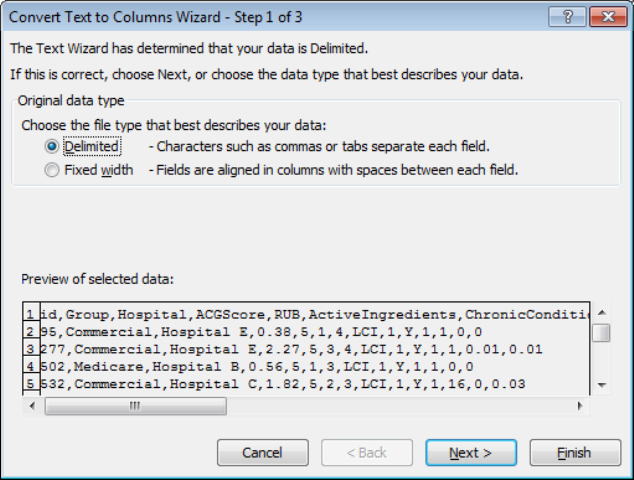 Convert Text to Columns Wizard - Step 1 of 3
The Text Wizard has determined that your data is Delimited.
If this is correct, choose Next, or choose the data type that best describes your data.
Original data type
Choose the file type that best describes your data:
Delimited - Characters such as commas or tabs separate each field.
Fixed width - Fields are aligned in columns with spaces between each field.
Preview of selected data:
1 id,Group,Hospital,ACGScore,RUB,ActiveIngredients,ChronicConditio
2 95,Commercial,Hospital E,0.38,5,1,4,LCI,1,Y,1,1,0,0
3 277,Commercial,Hospital E,2.27,5,3,4,LCI,1,Y,1,1,0.01,0.01
4 502,Medicare,Hospital B,0.56,5,1,3,LCI,1,Y,1,1,0,0
5 532,Commercial,Hospital C,1.82,5,2,3,LCI,1,Y,1,16,0,0.03
Cancel < Back Next > Finish